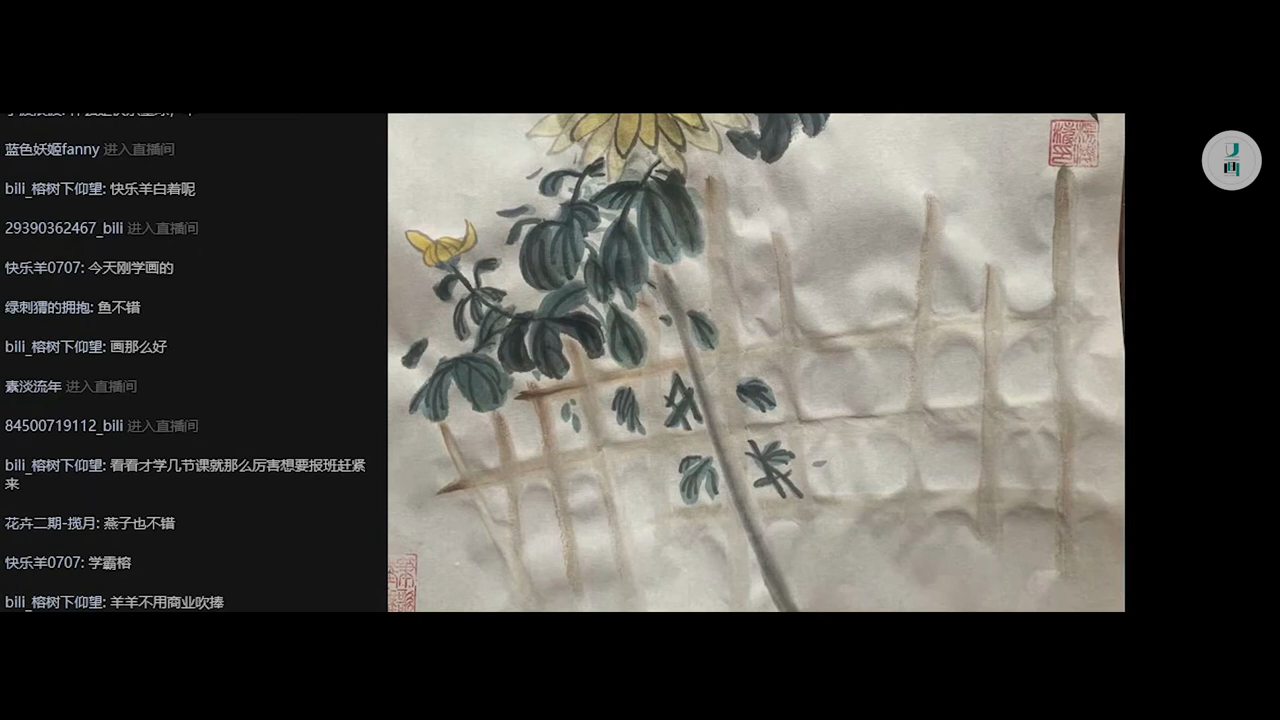 蓝色妖姬fanny 进入直播间
bili_榕树下仰望: 快乐羊白着呢
29390362467_bili 进入直播间
快乐羊0707: 今天刚学画的
绿刺猬的拥抱: 鱼不错
bili_榕树下仰望: 画那么好
素淡流年 进入直播间
84500719112_bili 进入直播间
bili_榕树下仰望: 看看才学几节课就那么厉害想要报班赶紧
来
花卉二期-揽月: 燕子也不错
快乐羊0707: 学霸榕
bili_榕树下仰望: 羊羊不用商业吹捧